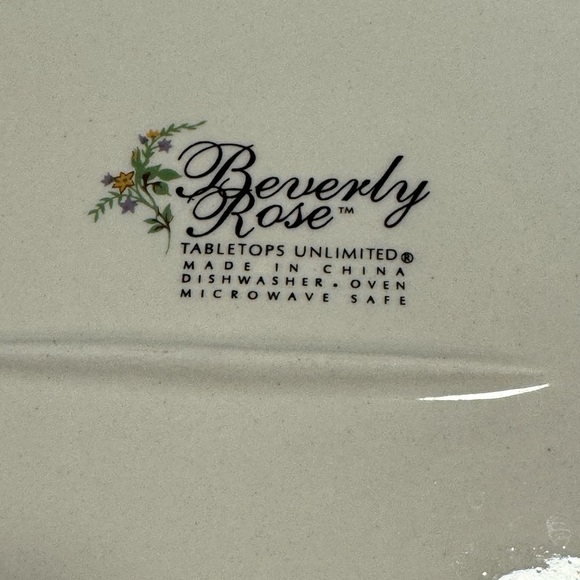 Beverly
Rose™
TABLETOPS UNLIMITED®
MADE IN CHINA
DISHWASHER • OVEN
MICROWAVE SAFE